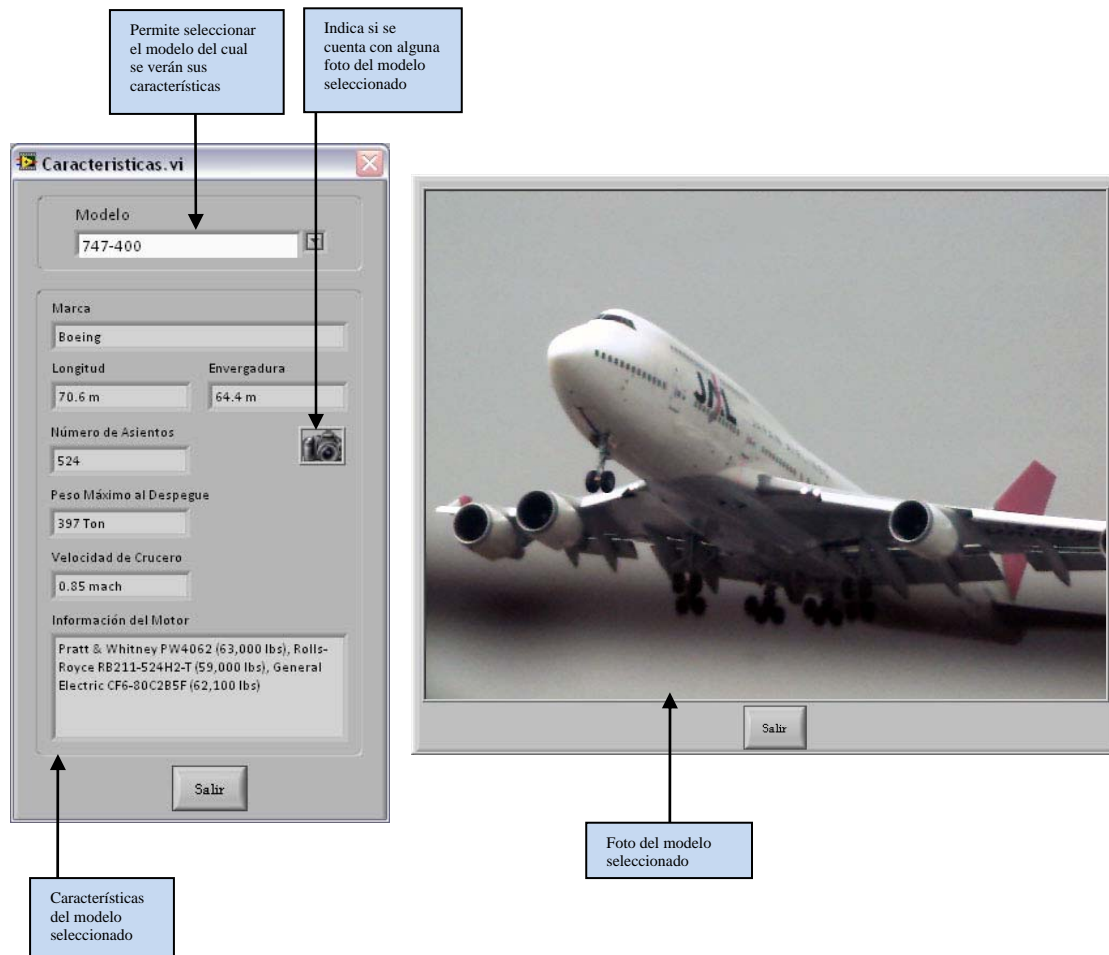 Permite seleccionar
el modelo del cual
se verán sus
características
Indica si se
cuenta con alguna
foto del modelo
seleccionado
Caracteristicas.vi
Modelo
747-400
Marca
Boeing
Longitud
Envergadura
70.6 m
64.4 m
Número de Asientos
524
Peso Máximo al Despegue
397 Ton
Velocidad de Crucero
0.85 mach
Información del Motor
Pratt & Whitney PW4062 (63,000 lbs), Rolls-
Royce RB211-524H2-T (59,000 lbs), General
Electric CF6-80C2B5F (62,100 lbs)
Salir
JAL
Salir
Foto del modelo
seleccionado
Características
del modelo
seleccionado